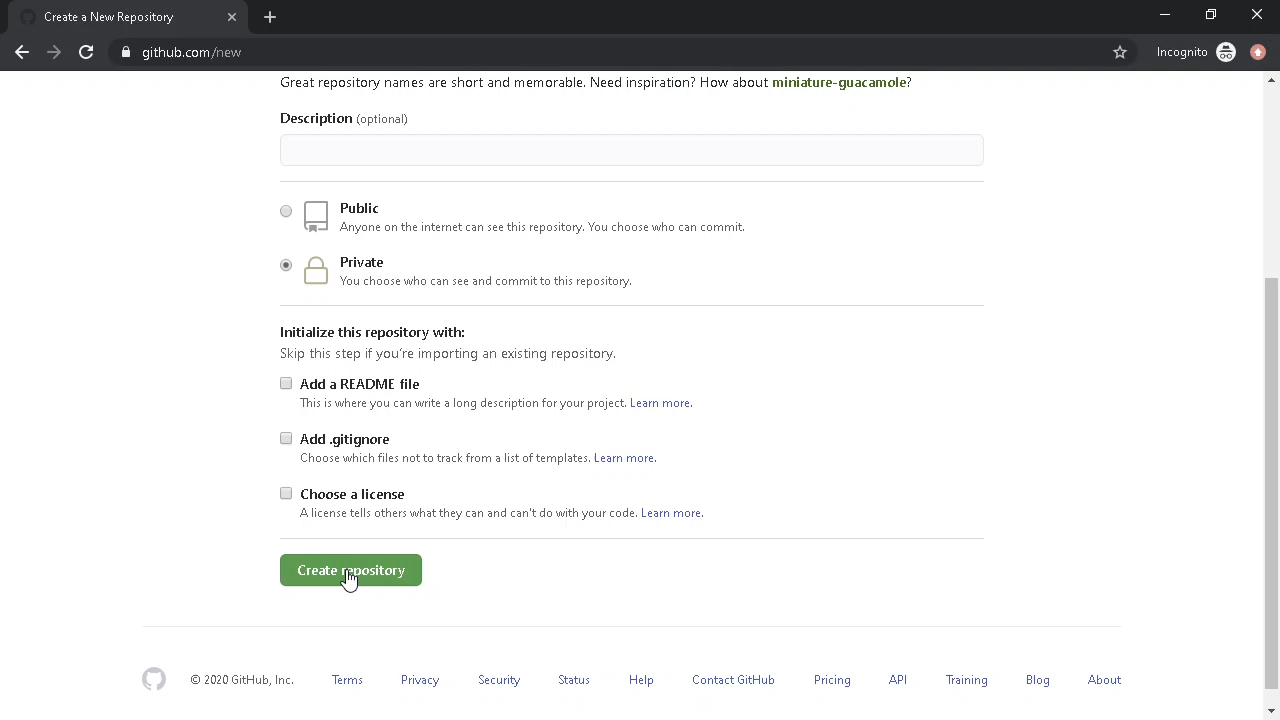 Create a New Repository
github.com/new
Incognito
Great repository names are short and memorable. Need inspiration? How about miniature-guacamole?
Description (optional)
Public
Anyone on the internet can see this repository. You choose who can commit.
Private
You choose who can see and commit to this repository.
Initialize this repository with:
Skip this step if you're importing an existing repository.
Add a README file
This is where you can write a long description for your project. Learn more.
Add .gitignore
Choose which files not to track from a list of templates. Learn more.
Choose a license
A license tells others what they can and can't do with your code. Learn more.
Create repository
© 2020 GitHub, Inc. Terms Privacy Security Status Help Contact GitHub Pricing API Training Blog About